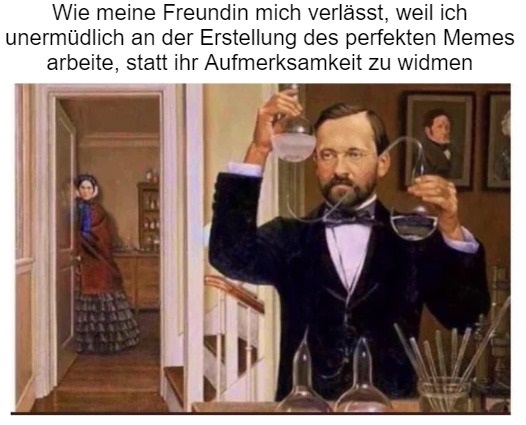 Wie meine Freundin mich verlässt, weil ich
unermüdlich an der Erstellung des perfekten Memes
arbeite, statt ihr Aufmerksamkeit zu widmen